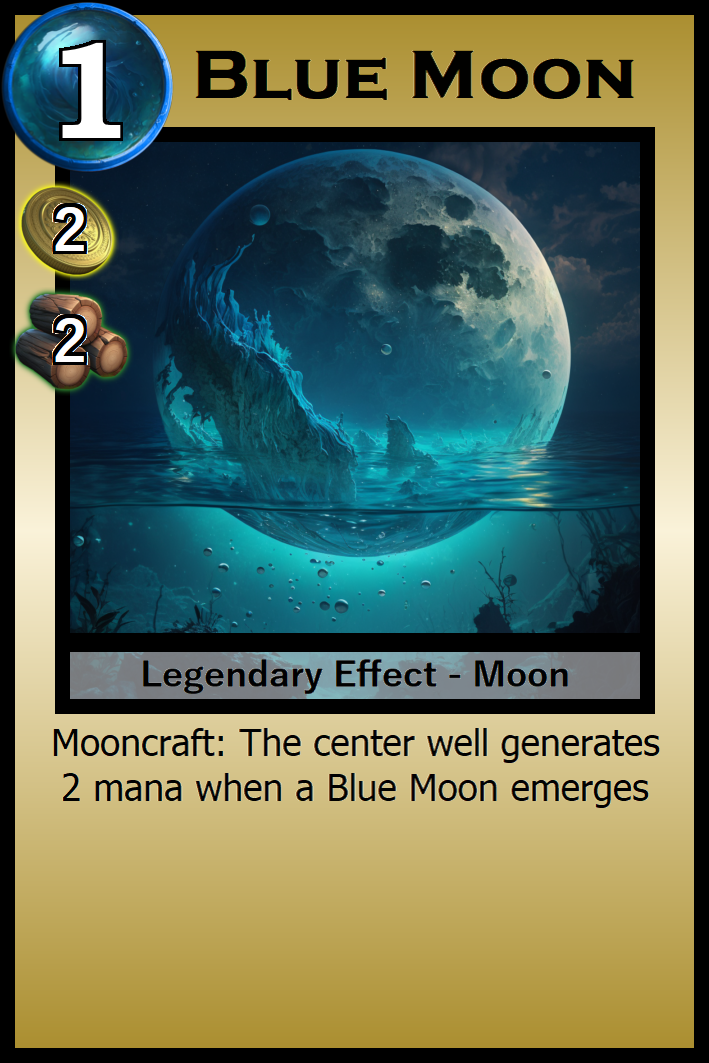 1
Blue Moon
2
2
Legendary Effect - Moon
Mooncraft: The center well generates
2 mana when a Blue Moon emerges